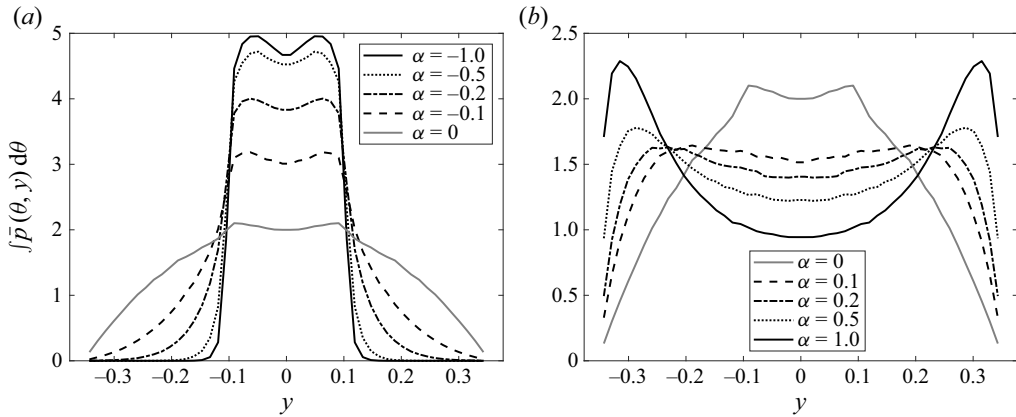 (a)
(b)
∫p̄ (θ, y) dθ
5
4
3
2
1
0
–0.3 –0.2 –0.1 0 0.1 0.2 0.3
y
α = –1.0
α = –0.5
α = –0.2
α = –0.1
α = 0
2.5
2.0
1.5
1.0
0.5
0
–0.3 –0.2 –0.1 0 0.1 0.2 0.3
y
α = 0
α = 0.1
α = 0.2
α = 0.5
α = 1.0